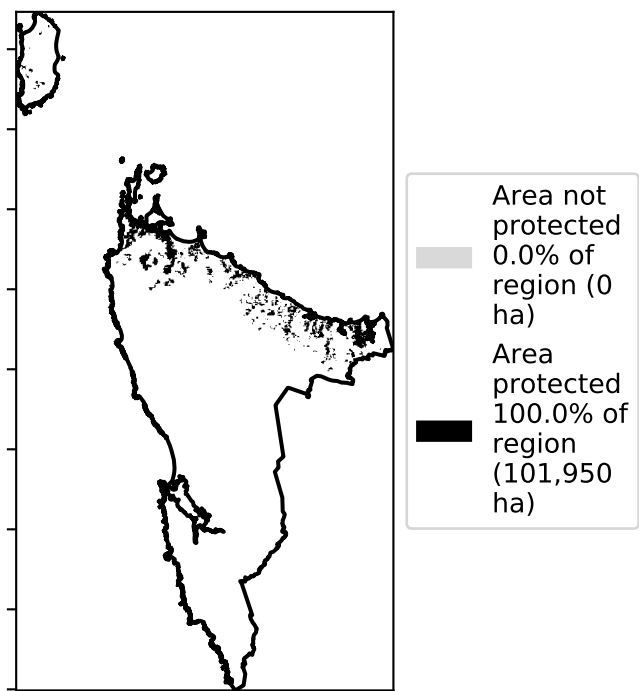 Area not
protected
0.0% of
region (0
ha)
Area
protected
100.0% of
region
(101,950
ha)